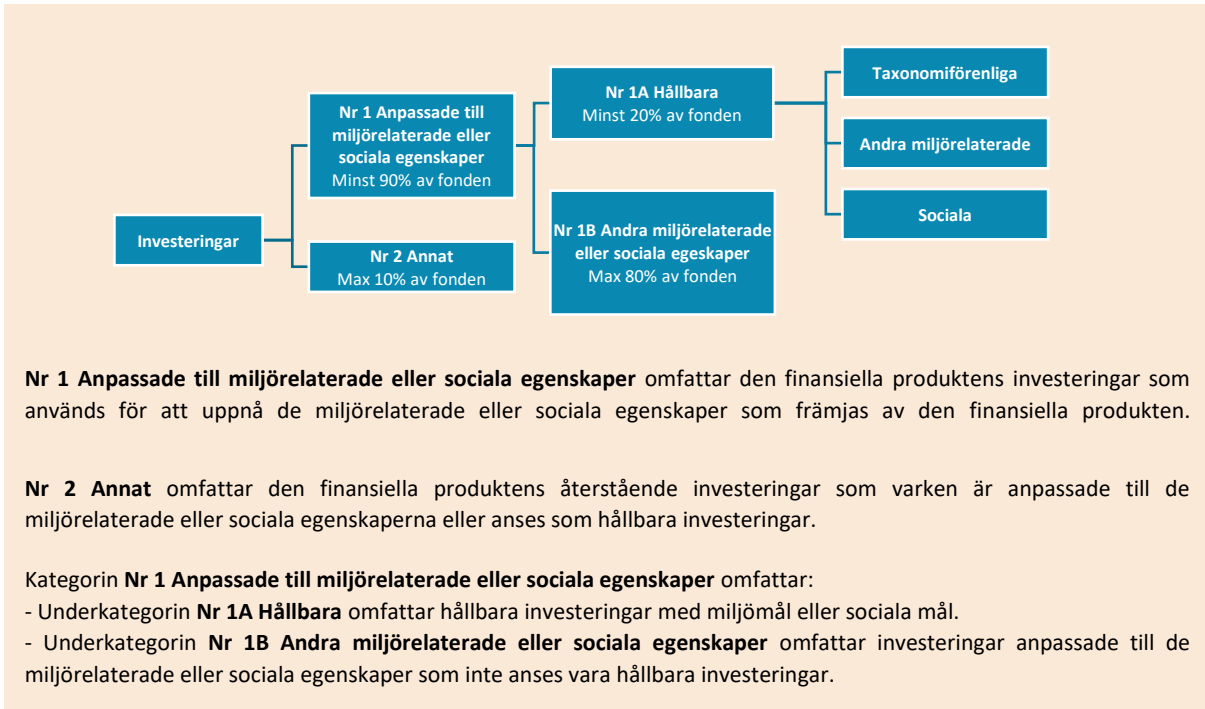 Investeringar
Nr 1 Anpassade till
miljörelaterade eller
sociala egenskaper
Minst 90% av fonden
Nr 2 Annat
Max 10% av fonden
Nr 1A Hållbara
Minst 20% av fonden
Nr 1B Andra miljörelaterade
eller sociala egeskaper
Max 80% av fonden
Taxonomiförenliga
Andra miljörelaterade
Sociala
Nr 1 Anpassade till miljörelaterade eller sociala egenskaper omfattar den finansiella produktens investeringar som
används för att uppnå de miljörelaterade eller sociala egenskaper som främjas av den finansiella produkten.
Nr 2 Annat omfattar den finansiella produktens återstående investeringar som varken är anpassade till de
miljörelaterade eller sociala egenskaperna eller anses som hållbara investeringar.
Kategorin Nr 1 Anpassade till miljörelaterade eller sociala egenskaper omfattar:
- Underkategorin Nr 1A Hållbara omfattar hållbara investeringar med miljömål eller sociala mål.
- Underkategorin Nr 1B Andra miljörelaterade eller sociala egenskaper omfattar investeringar anpassade till de
miljörelaterade eller sociala egenskaper som inte anses vara hållbara investeringar.